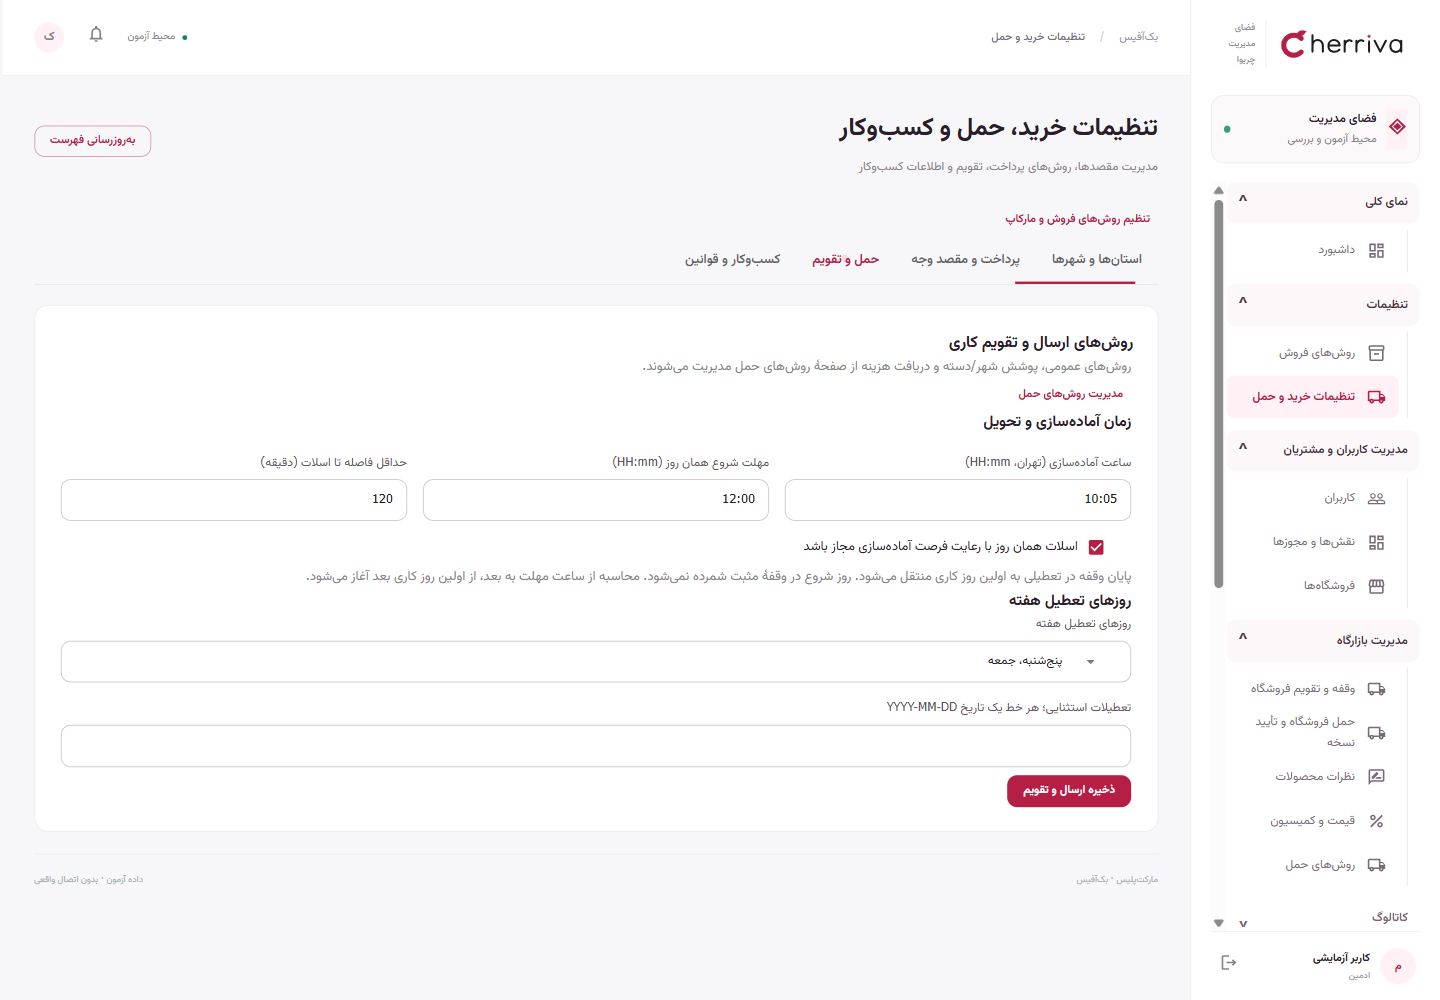 herriva
فضای
مدیریت
چریوا
فضای مدیریت
محیط آزمون و بررسی
نمای کلی
داشبورد
تنظیمات
روش‌های فروش
تنظیمات خرید و حمل
مدیریت کاربران و مشتریان
کاربران
نقش‌ها و مجوزها
فروشگاه‌ها
مدیریت بازارگاه
وقفه و تقویم فروشگاه
حمل فروشگاه و تأیید
نسخه
نظرات محصولات
قیمت و کمیسیون
روش‌های حمل
کاتالوگ
م
کاربر آزمایشی
ادمین
بک‌آفیس / تنظیمات خرید و حمل
محیط آزمون
ک
تنظیمات خرید، حمل و کسب‌وکار
مدیریت مقصدها، روش‌های پرداخت، تقویم و اطلاعات کسب‌وکار
به‌روزرسانی فهرست
تنظیم روش‌های فروش و مارکاپ
استان‌ها و شهرها
پرداخت و مقصد وجه
حمل و تقویم
کسب‌وکار و قوانین
روش‌های ارسال و تقویم کاری
روش‌های عمومی، پوشش شهر/دسته و دریافت هزینه از صفحهٔ روش‌های حمل مدیریت می‌شوند.
مدیریت روش‌های حمل
زمان آماده‌سازی و تحویل
ساعت آماده‌سازی (تهران، HH:mm)
10:05
مهلت شروع همان روز (HH:mm)
12:00
حداقل فاصله تا اسلات (دقیقه)
120
اسلات همان روز با رعایت فرصت آماده‌سازی مجاز باشد
پایان وقفه در تعطیلی به اولین روز کاری منتقل می‌شود. روز شروع در وقفهٔ مثبت شمرده نمی‌شود. محاسبه از ساعت مهلت به بعد، از اولین روز کاری بعد آغاز می‌شود.
روزهای تعطیل هفته
روزهای تعطیل هفته
پنج‌شنبه، جمعه
تعطیلات استثنایی؛ هر خط یک تاریخ YYYY-MM-DD
ذخیره ارسال و تقویم
مارکت‌پلیس • بک‌آفیس
داده آزمون • بدون اتصال واقعی